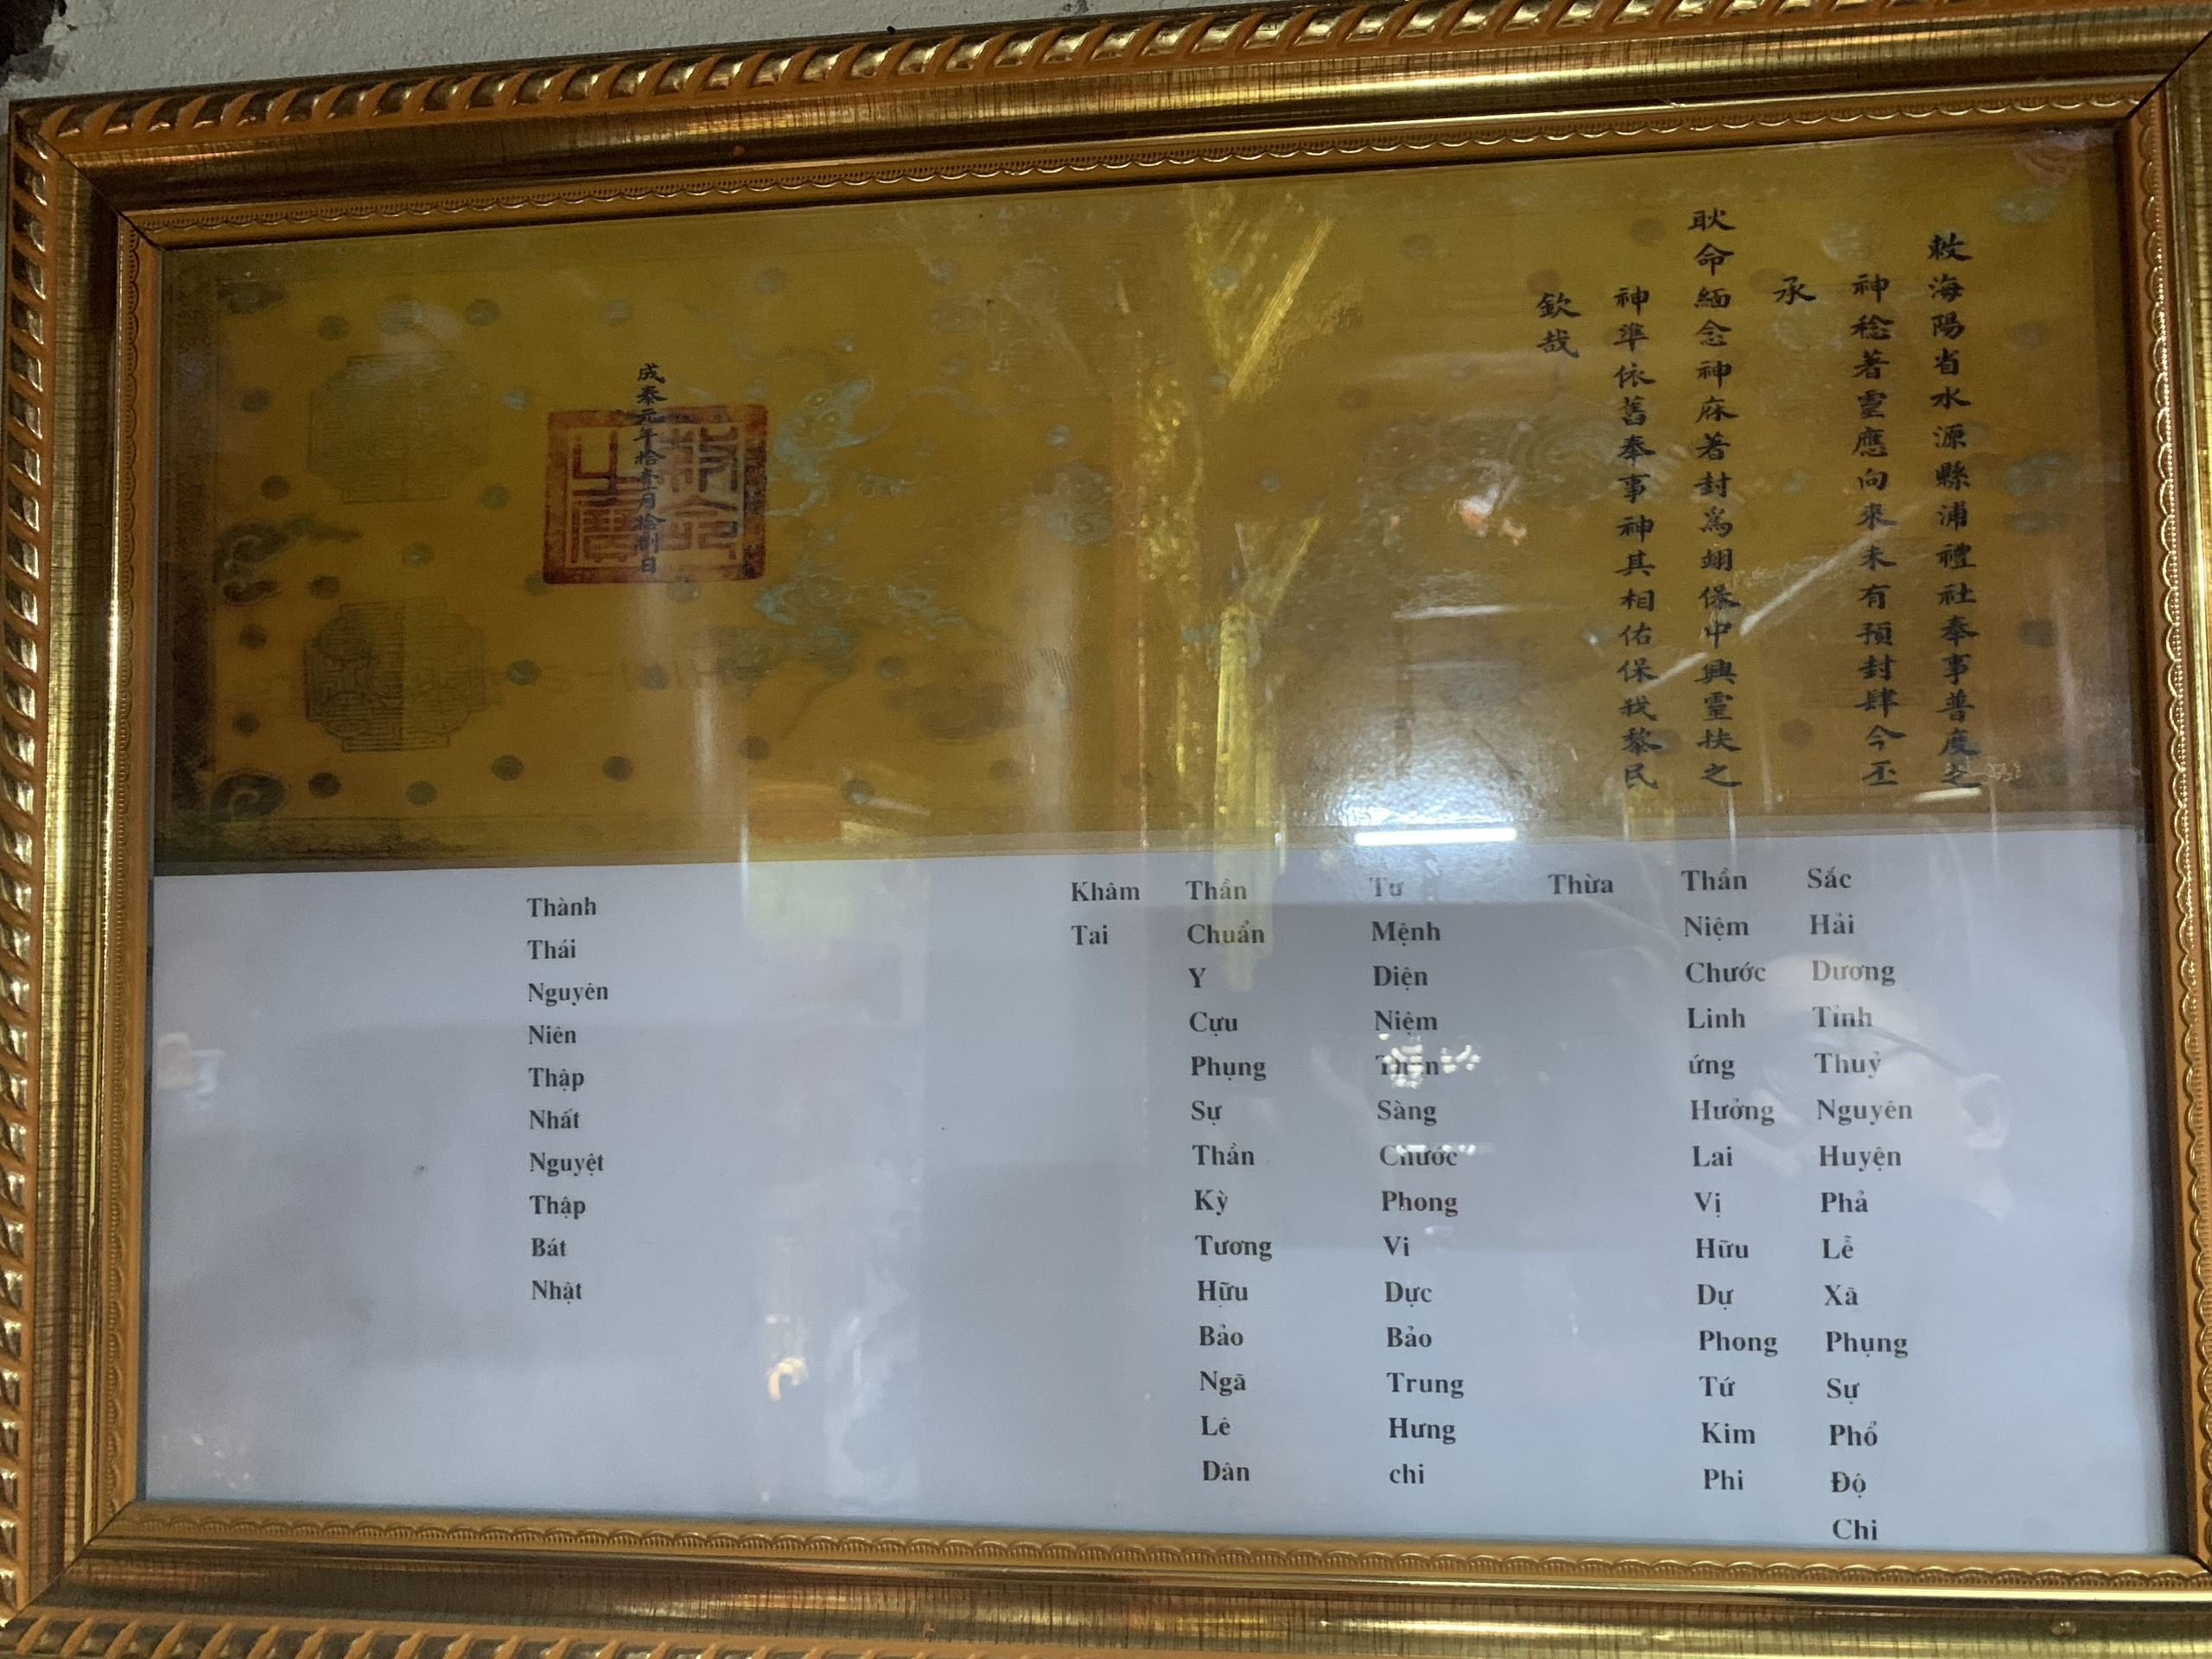 敕海陽省水源縣浦禮社奉事普度之
神稔著靈應向來未有預封肆今丕
承
耿命緬念神庥著封為翊保中興靈扶之
神準依舊奉事神其相佑保我黎民
欽哉
成泰元年拾壹月拾捌日
敕命之寶
Sắc Hải Dương Tỉnh Thuỷ Nguyên Huyện Phả Lễ Xã Phụng Sự Phổ Độ Chi
Thần Niệm Chước Linh ứng Hưởng Lai Vị Hữu Dự Phong Tứ Kim Phi
Thừa
Tư Mệnh Diện Niệm Sàng Chước Phong Vi Dực Bảo Trung Hưng chi
Thần Chuẩn Y Cựu Phụng Sự Thần Kỳ Tương Hữu Bảo Ngã Lê Dân
Khâm Tai
Thành Thái Nguyên Niên Thập Nhất Nguyệt Thập Bát Nhật